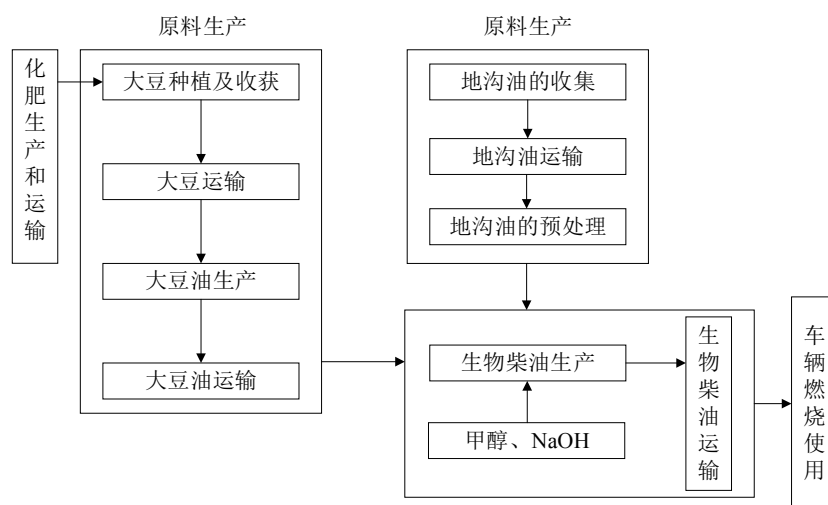 原料生产
原料生产
化肥生产和运输
大豆种植及收获
大豆运输
大豆油生产
大豆油运输
地沟油的收集
地沟油运输
地沟油的预处理
生物柴油生产
甲醇、NaOH
生物柴油运输
车辆燃烧使用